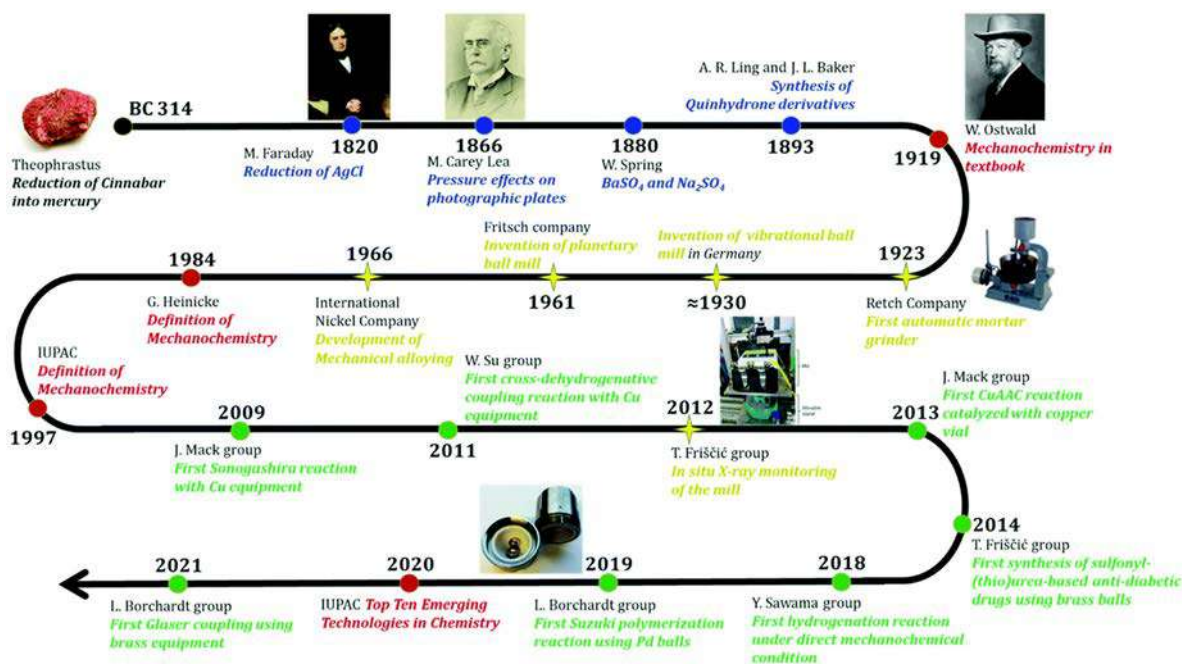 BC 314
Theophrastus
Reduction of Cinnabar
into mercury
1820
M. Faraday
Reduction of AgCl
1866
M. Carey Lea
Pressure effects on
photographic plates
1880
W. Spring
BaSO₄ and Na₂SO₄
A. R. Ling and J. L. Baker
Synthesis of
Quinhydrone derivatives
1893
1919
W. Ostwald
Mechanochemistry in
textbook
1923
Retch Company
First automatic mortar
grinder
Invention of vibrational ball
mill in Germany
≈1930
Fritsch company
Invention of planetary
ball mill
1961
1966
International
Nickel Company
Development of
Mechanical alloying
1984
G. Heinicke
Definition of
Mechanochemistry
IUPAC
Definition of
Mechanochemistry
1997
2009
J. Mack group
First Sonogashira reaction
with Cu equipment
W. Su group
First cross-dehydrogenative
coupling reaction with Cu
equipment
2011
2012
T. Friščić group
In situ X-ray monitoring
of the mill
J. Mack group
First CuAAC reaction
catalyzed with copper
vial
2013
2014
T. Friščić group
First synthesis of sulfonyl-
(thio)urea-based anti-diabetic
drugs using brass balls
2018
Y. Sawama group
First hydrogenation reaction
under direct mechanochemical
condition
2019
L. Borchardt group
First Suzuki polymerization
reaction using Pd balls
2020
IUPAC Top Ten Emerging
Technologies in Chemistry
2021
L. Borchardt group
First Glaser coupling using
brass equipment